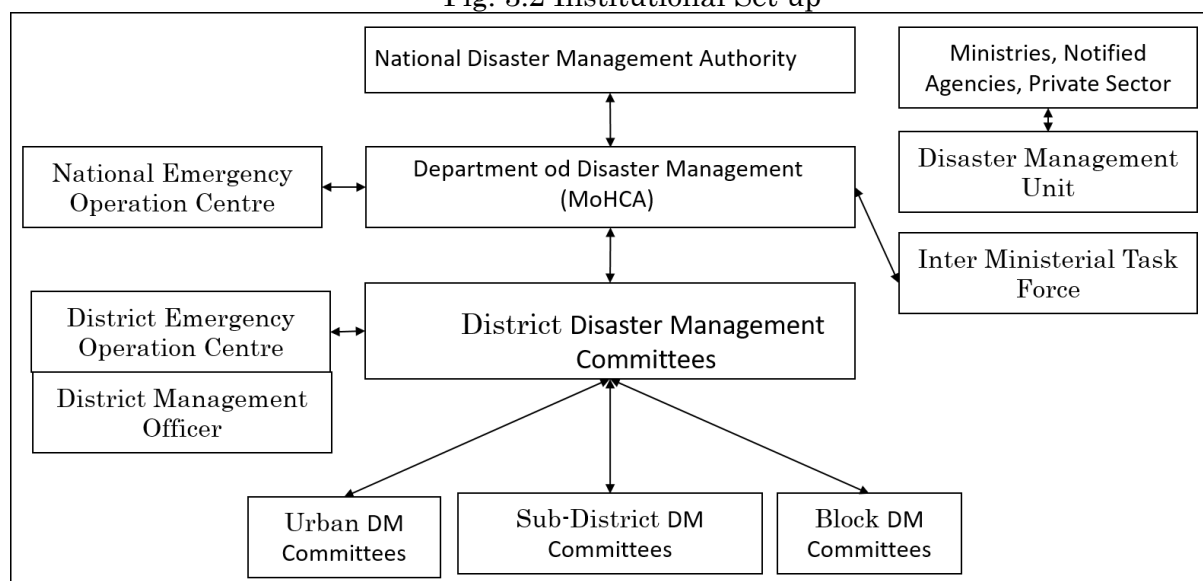 Fig. 3.2 Institutional Set-up
National Disaster Management Authority
Ministries, Notified
Agencies, Private Sector
National Emergency
Operation Centre
Department od Disaster Management
(MoHCA)
Disaster Management
Unit
Inter Ministerial Task
Force
District Emergency
Operation Centre
District Disaster Management
Committees
District Management
Officer
Urban DM
Committees
Sub-District DM
Committees
Block DM
Committees